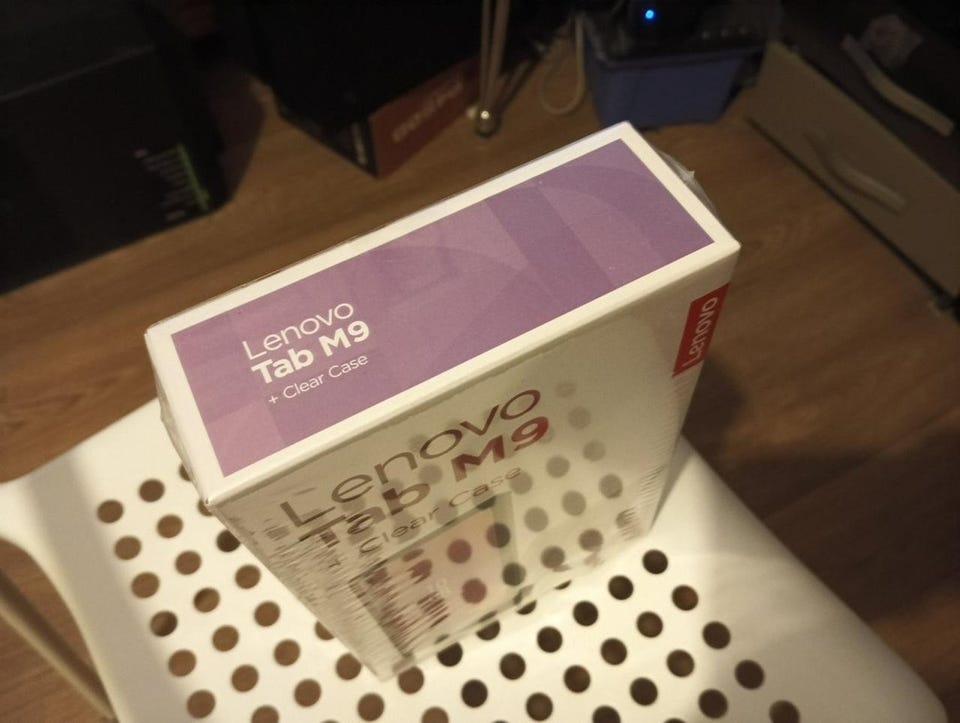 Lenovo
Tab M9
+ Clear Case
Lenovo
Lenovo
Tab M9
+ Clear Case